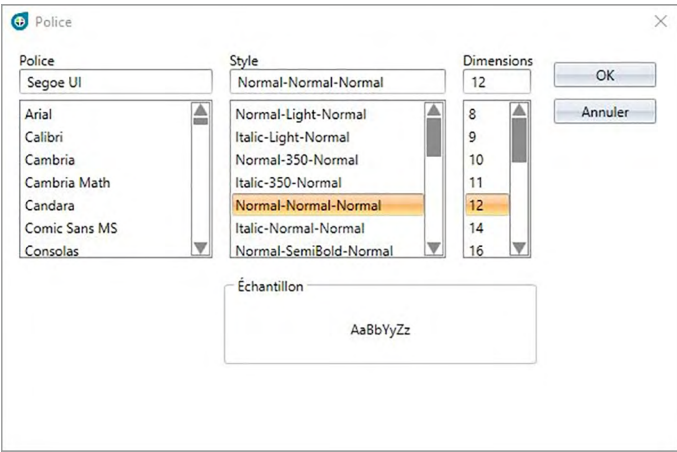 Police
Police
Style
Dimensions
Segoe UI
Normal-Normal-Normal
12
OK
Annuler
Arial
Calibri
Cambria
Cambria Math
Candara
Comic Sans MS
Consolas
Normal-Light-Normal
Italic-Light-Normal
Normal-350-Normal
Italic-350-Normal
Normal-Normal-Normal
Italic-Normal-Normal
Normal-SemiBold-Normal
8
9
10
11
12
14
16
Échantillon
AaBbYyZz